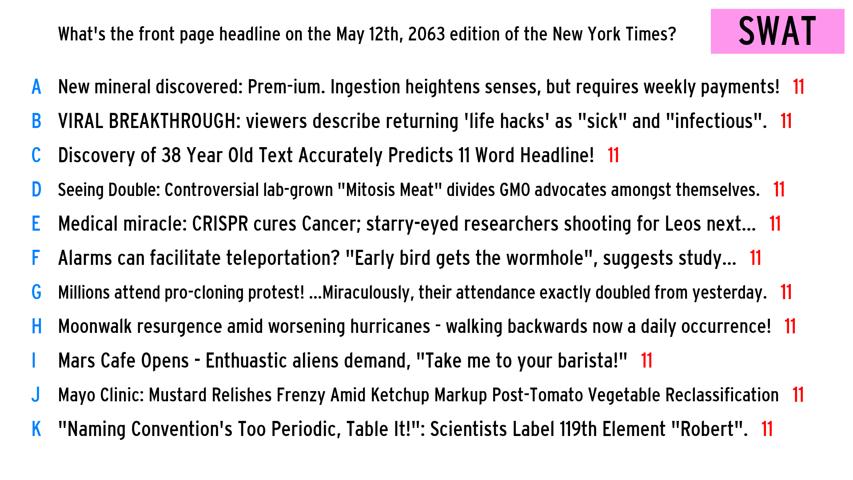 What's the front page headline on the May 12th, 2063 edition of the New York Times?
SWAT
A New mineral discovered: Prem-ium. Ingestion heightens senses, but requires weekly payments! 11
B VIRAL BREAKTHROUGH: viewers describe returning 'life hacks' as "sick" and "infectious". 11
C Discovery of 38 Year Old Text Accurately Predicts 11 Word Headline! 11
D Seeing Double: Controversial lab-grown "Mitosis Meat" divides GMO advocates amongst themselves. 11
E Medical miracle: CRISPR cures Cancer; starry-eyed researchers shooting for Leos next... 11
F Alarms can facilitate teleportation? "Early bird gets the wormhole", suggests study... 11
G Millions attend pro-cloning protest! ...Miraculously, their attendance exactly doubled from yesterday. 11
H Moonwalk resurgence amid worsening hurricanes - walking backwards now a daily occurrence! 11
I Mars Cafe Opens - Enthuastic aliens demand, "Take me to your barista!" 11
J Mayo Clinic: Mustard Relishes Frenzy Amid Ketchup Markup Post-Tomato Vegetable Reclassification 11
K "Naming Convention's Too Periodic, Table It!": Scientists Label 119th Element "Robert". 11